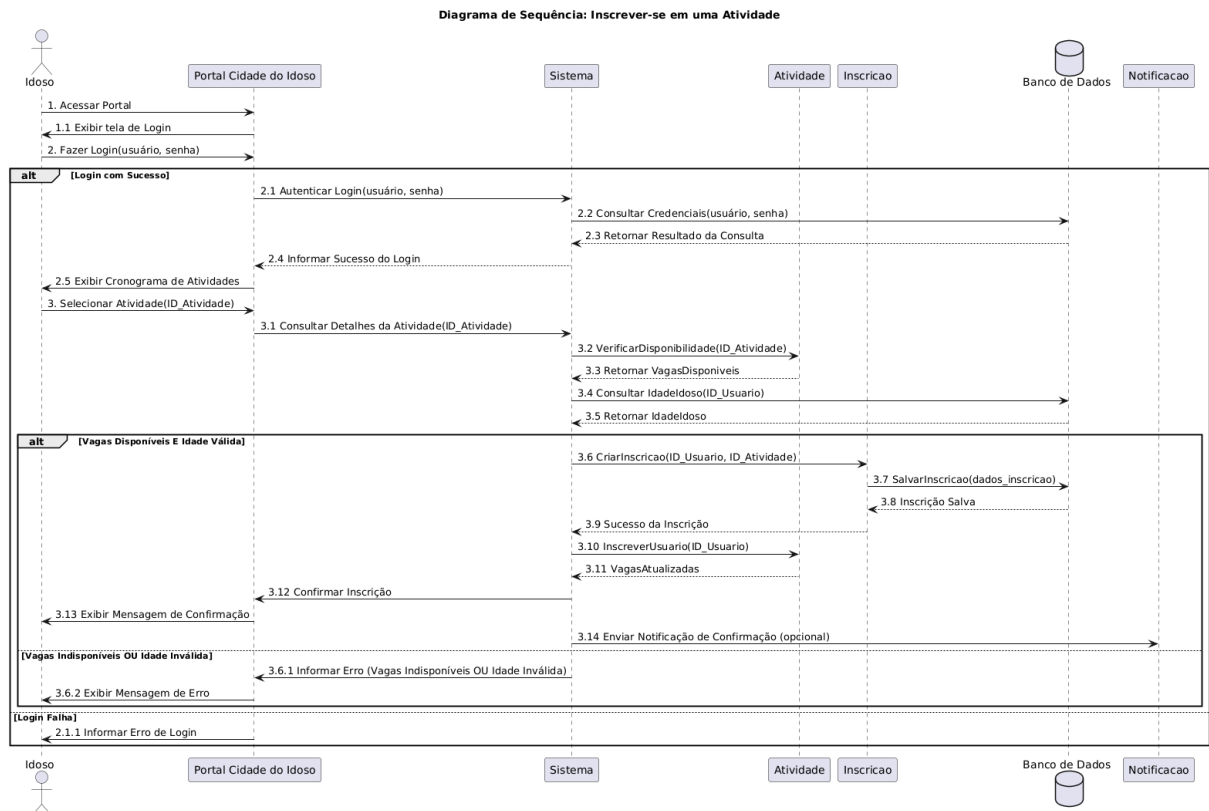 Diagrama de Sequência: Inscrever-se em uma Atividade
Idoso
Portal Cidade do Idoso
Sistema
Atividade
Inscricao
Banco de Dados
Notificacao
1. Acessar Portal
1.1 Exibir tela de Login
2. Fazer Login(usuário, senha)
alt [Login com Sucesso]
2.1 Autenticar Login(usuário, senha)
2.2 Consultar Credenciais(usuário, senha)
2.3 Retornar Resultado da Consulta
2.4 Informar Sucesso do Login
2.5 Exibir Cronograma de Atividades
3. Selecionar Atividade(ID_Atividade)
3.1 Consultar Detalhes da Atividade(ID_Atividade)
3.2 VerificarDisponibilidade(ID_Atividade)
3.3 Retornar VagasDisponiveis
3.4 Consultar IdadeIdoso(ID_Usuario)
3.5 Retornar IdadeIdoso
alt [Vagas Disponíveis E Idade Válida]
3.6 CriarInscricao(ID_Usuario, ID_Atividade)
3.7 SalvarInscricao(dados_inscricao)
3.8 Inscrição Salva
3.9 Sucesso da Inscrição
3.10 InscreverUsuario(ID_Usuario)
3.11 VagasAtualizadas
3.12 Confirmar Inscrição
3.13 Exibir Mensagem de Confirmação
3.14 Enviar Notificação de Confirmação (opcional)
[Vagas Indisponíveis OU Idade Inválida]
3.6.1 Informar Erro (Vagas Indisponíveis OU Idade Inválida)
3.6.2 Exibir Mensagem de Erro
[Login Falha]
2.1.1 Informar Erro de Login
Idoso
Portal Cidade do Idoso
Sistema
Atividade
Inscricao
Banco de Dados
Notificacao